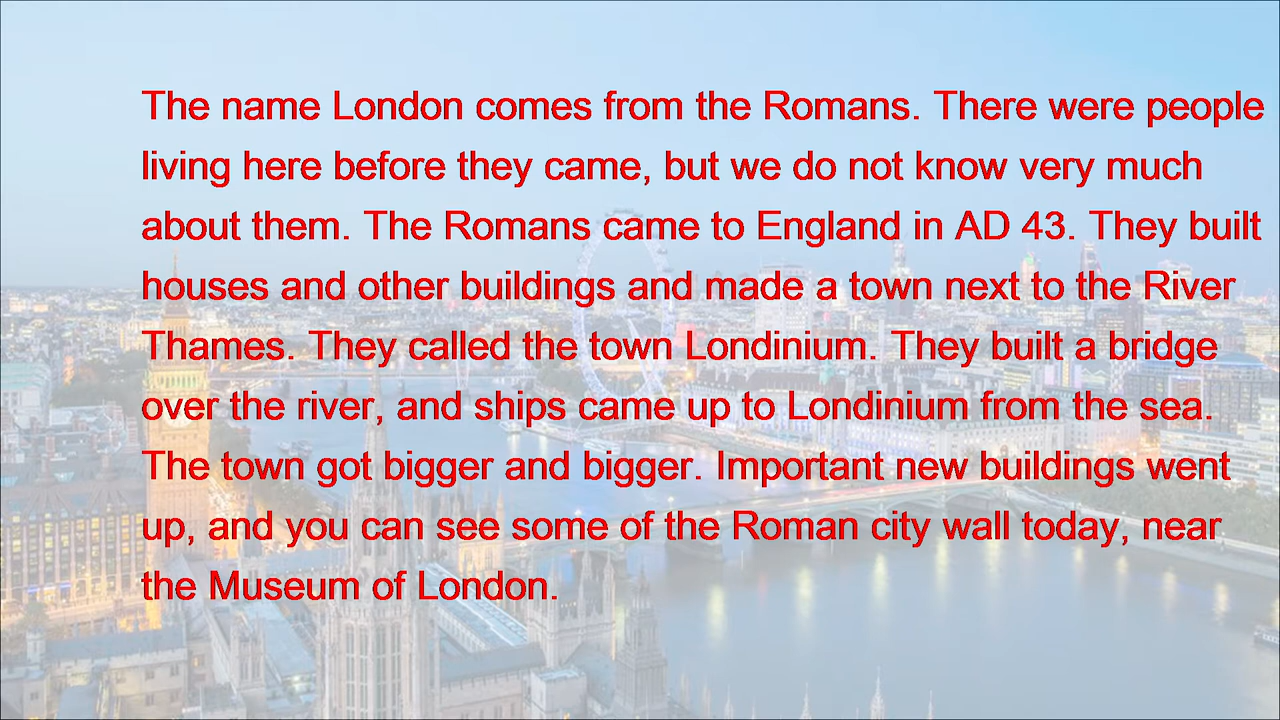 The name London comes from the Romans. There were people
living here before they came, but we do not know very much
about them. The Romans came to England in AD 43. They built
houses and other buildings and made a town next to the River
Thames. They called the town Londinium. They built a bridge
over the river, and ships came up to Londinium from the sea.
The town got bigger and bigger. Important new buildings went
up, and you can see some of the Roman city wall today, near
the Museum of London.